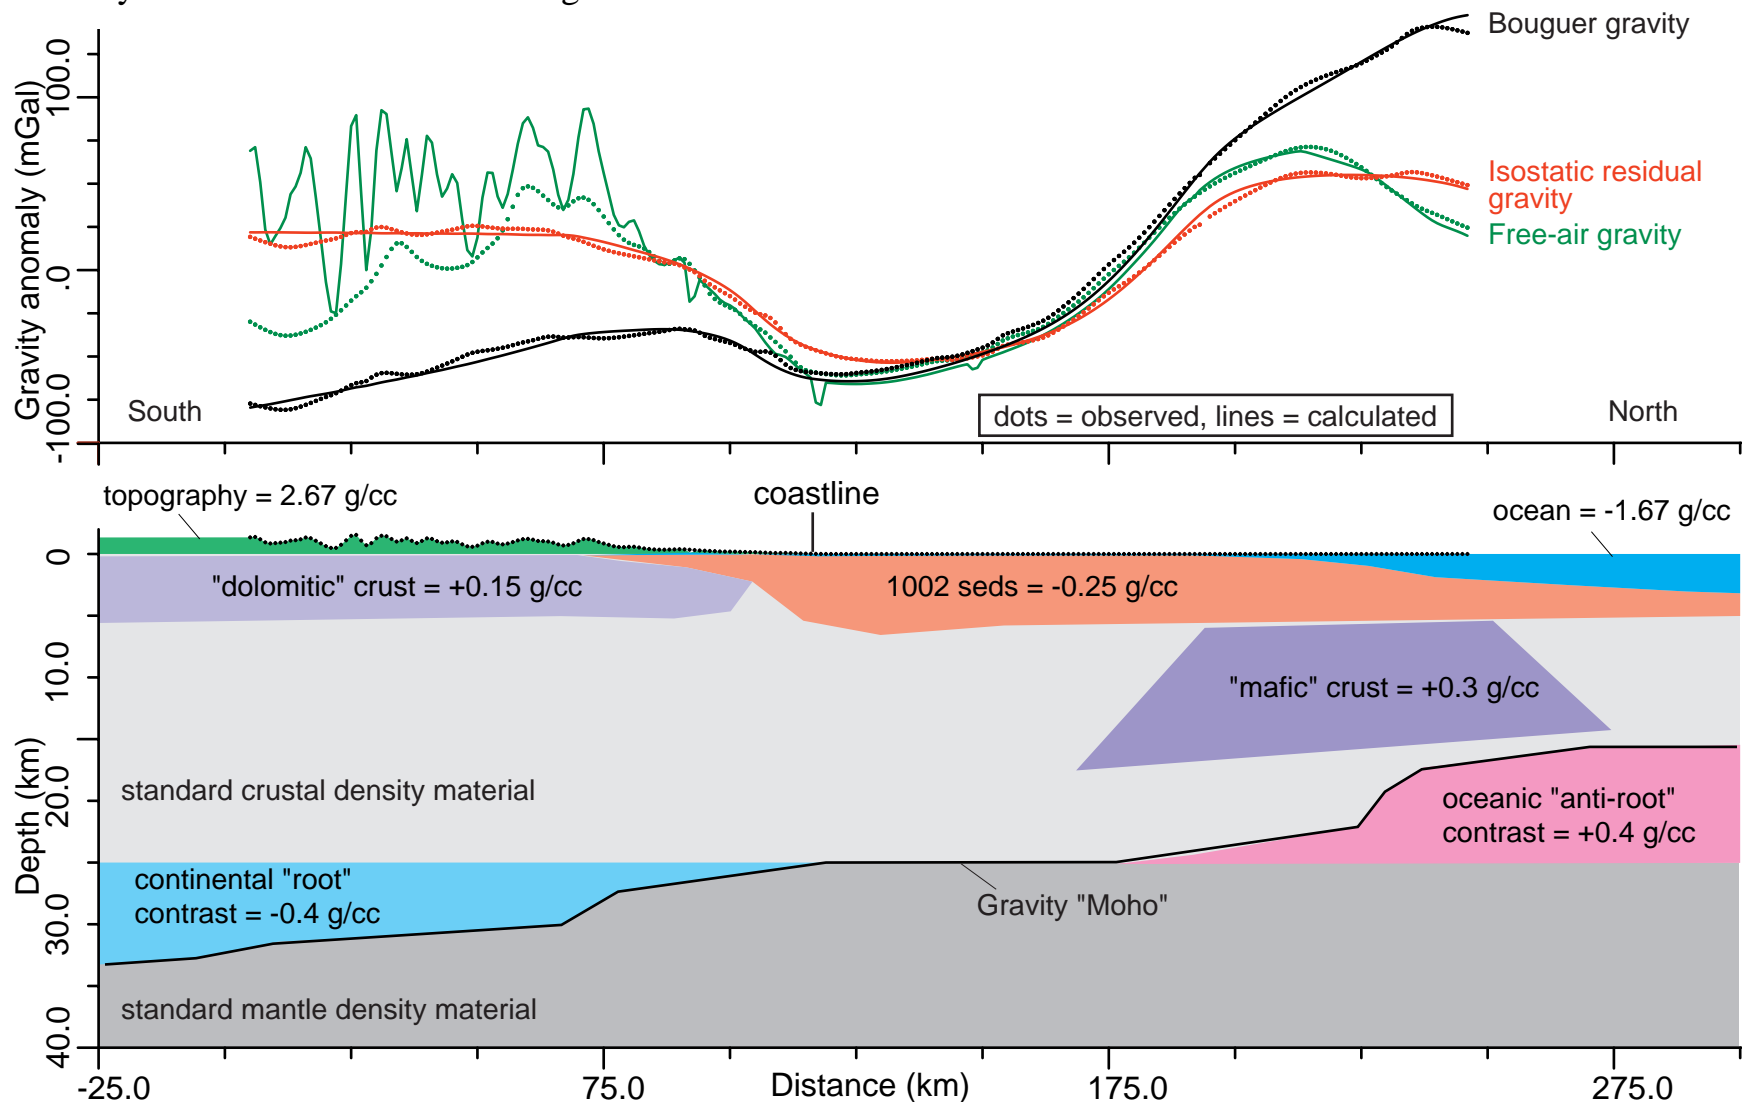 Bouguer gravity
Isostatic residual
gravity
Free-air gravity
Gravity anomaly (mGal)
100.0
.0
-100.0
South
dots = observed, lines = calculated
North
topography = 2.67 g/cc
coastline
ocean = -1.67 g/cc
"dolomitic" crust = +0.15 g/cc
1002 seds = -0.25 g/cc
"mafic" crust = +0.3 g/cc
standard crustal density material
oceanic "anti-root"
contrast = +0.4 g/cc
continental "root"
contrast = -0.4 g/cc
Gravity "Moho"
standard mantle density material
Depth (km)
0
10.0
20.0
30.0
40.0
-25.0
75.0
Distance (km)
175.0
275.0